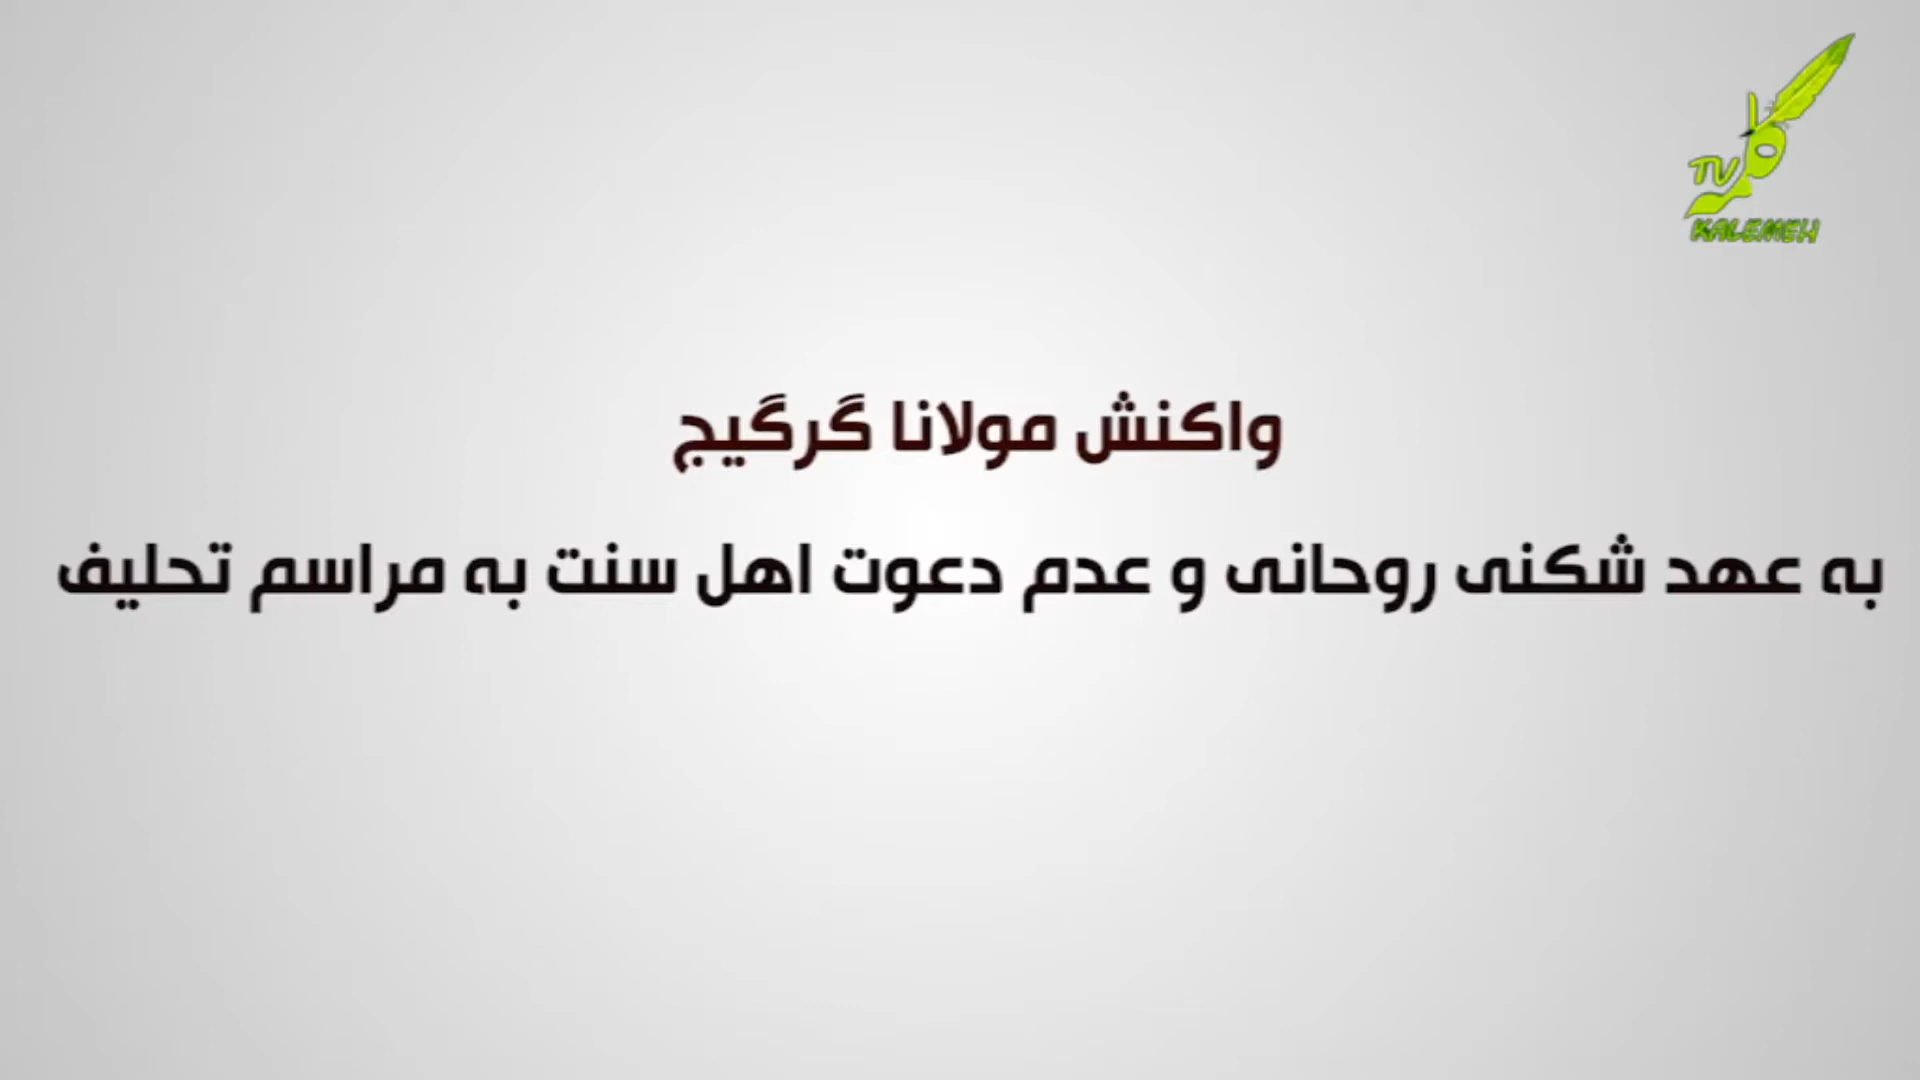 TV
KALEMEH
واکنش مولانا گرگیج
به عهد شکنی روحانی و عدم دعوت اهل سنت به مراسم تحلیف